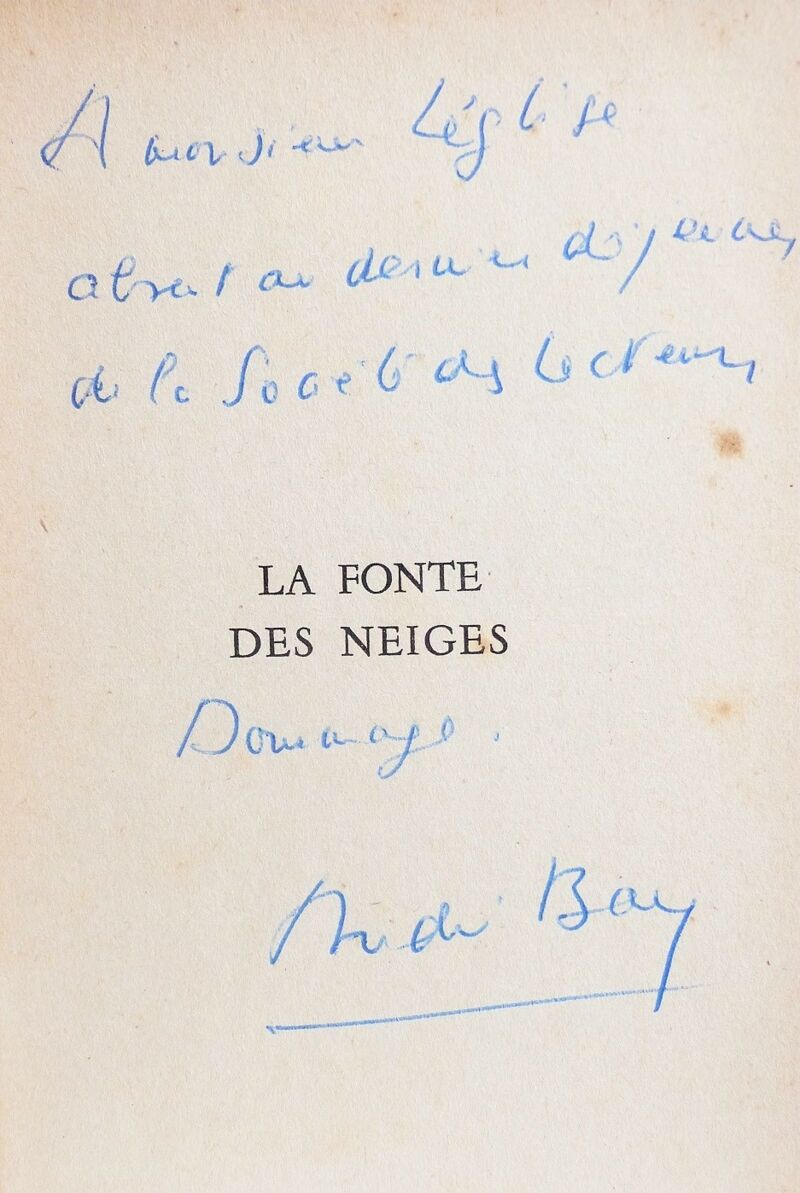 A monsieur Léglise
absent au dernier déjeuner
de la Société des Lecteurs
LA FONTE
DES NEIGES
Dommage.
André Bay